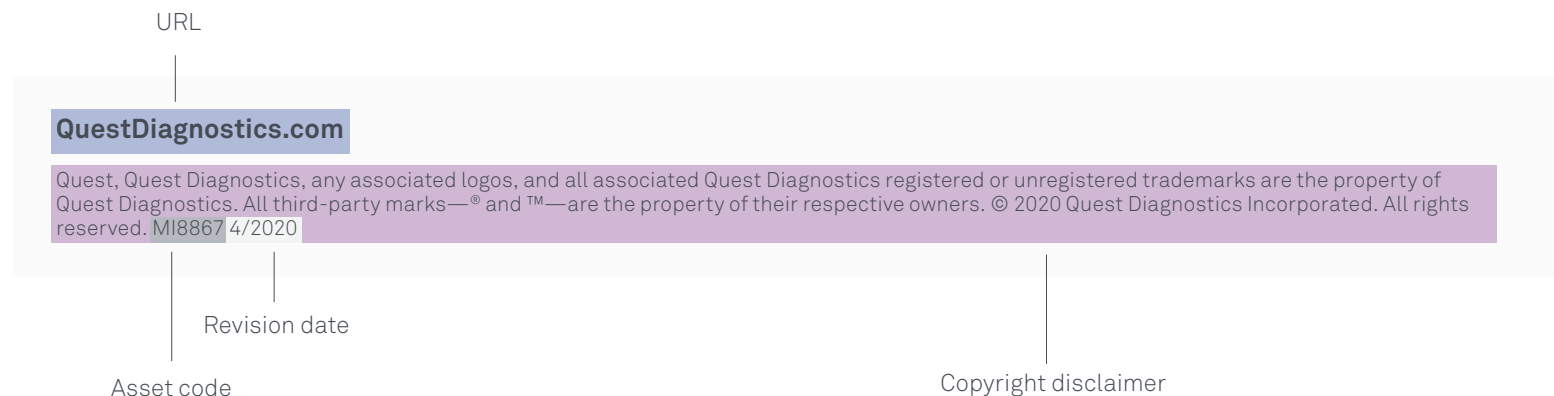 URL
QuestDiagnostics.com
Quest, Quest Diagnostics, any associated logos, and all associated Quest Diagnostics registered or unregistered trademarks are the property of
Quest Diagnostics. All third-party marks—® and ™—are the property of their respective owners. © 2020 Quest Diagnostics Incorporated. All rights
reserved. MI8867 4/2020
Revision date
Asset code
Copyright disclaimer